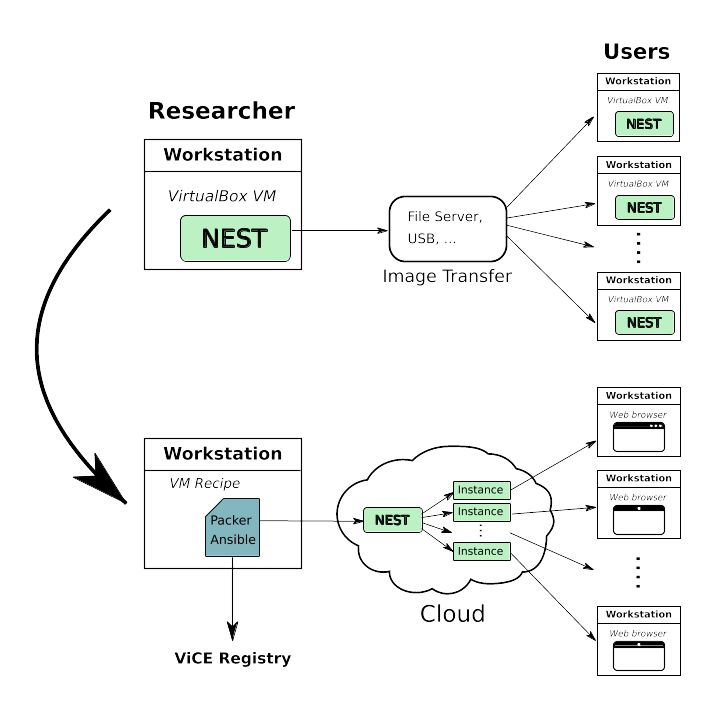 Users
Researcher
Workstation
VirtualBox VM
NEST
File Server,
USB, ...
Image Transfer
Workstation
VirtualBox VM
NEST
Workstation
VirtualBox VM
NEST
Workstation
VirtualBox VM
NEST
Workstation
VM Recipe
Packer
Ansible
ViCE Registry
NEST
Instance
Instance
Instance
Cloud
Workstation
Web browser
Workstation
Web browser
Workstation
Web browser